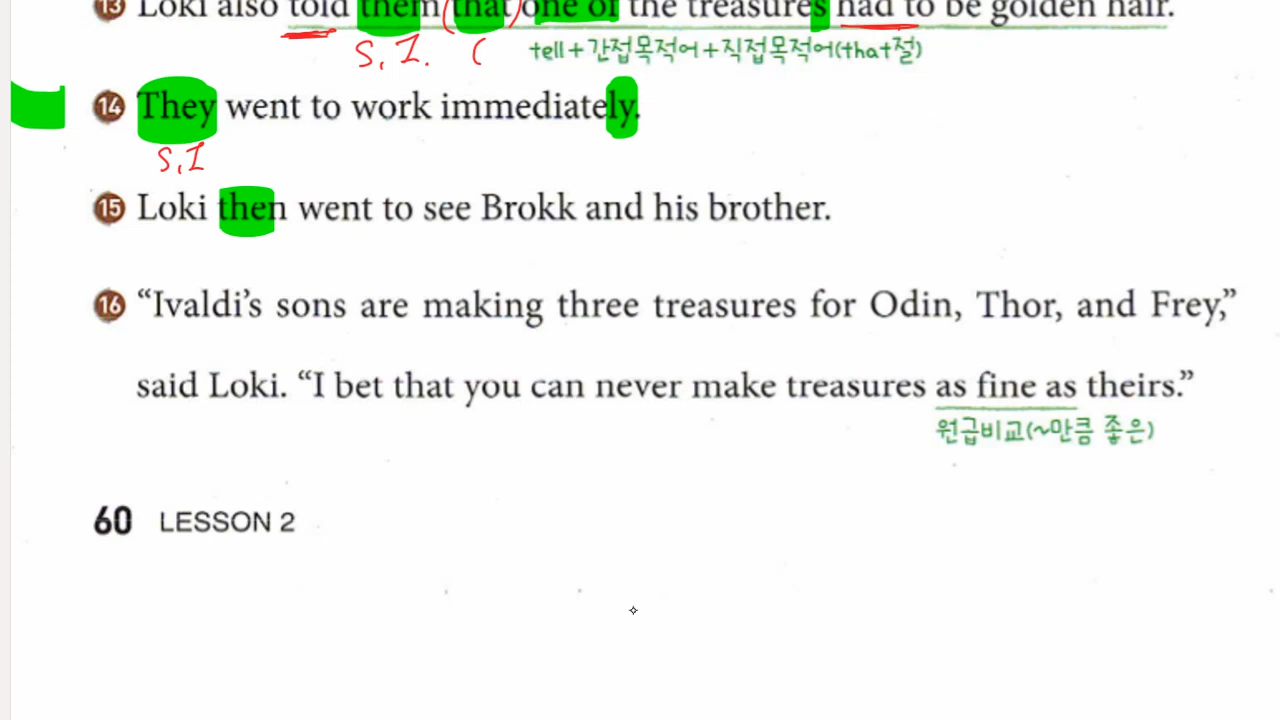 13 Loki also told them (that) one of the treasures had to be golden hair.
S, I. (
tell+간접목적어+직접목적어(that절)
14 They went to work immediately.
S, I
15 Loki then went to see Brokk and his brother.
16 “Ivaldi’s sons are making three treasures for Odin, Thor, and Frey,”
said Loki. “I bet that you can never make treasures as fine as theirs.”
원급비교(~만큼 좋은)
60 LESSON 2